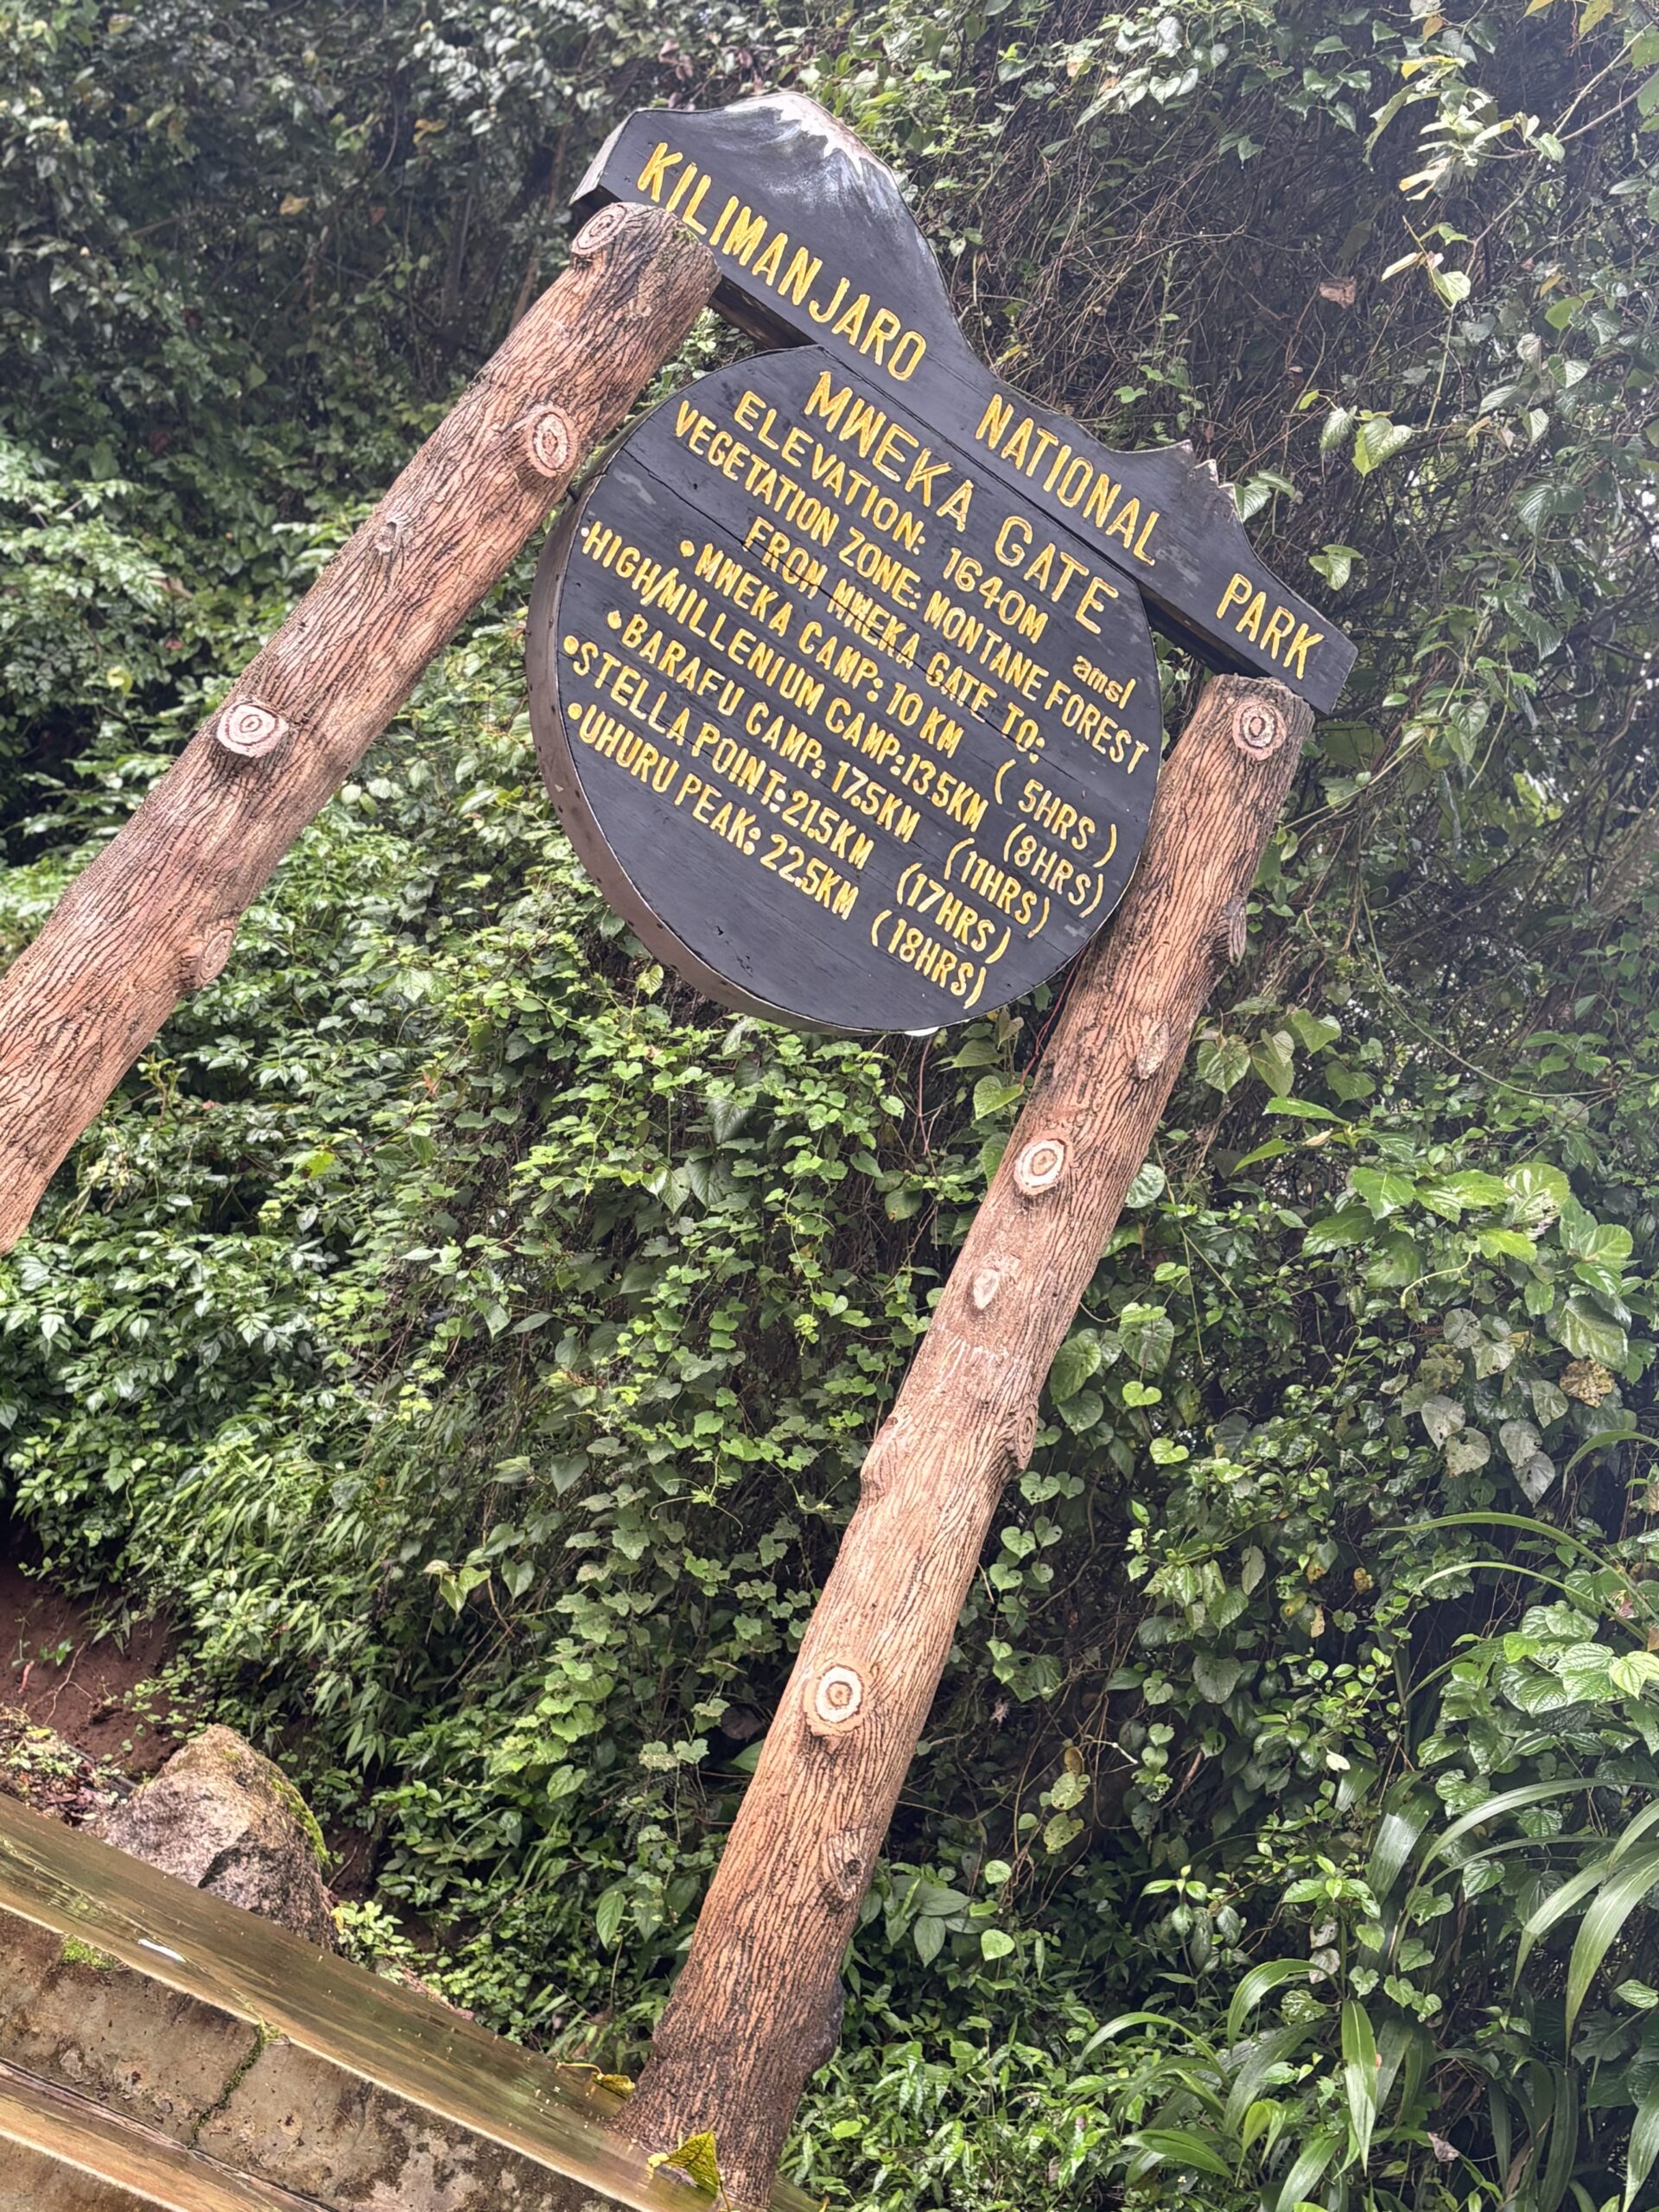 KILIMANJARO NATIONAL PARK
MWEKA GATE
ELEVATION: 1640M amsl
VEGETATION ZONE: MONTANE FOREST
FROM MWEKA GATE TO:
•MWEKA CAMP: 10 KM (5HRS)
•HIGH/MILLENIUM CAMP:13.5KM (8HRS)
•BARAFU CAMP: 17.5KM (11HRS)
•STELLA POINT: 21.5KM (17HRS)
•UHURU PEAK: 22.5KM (18HRS)